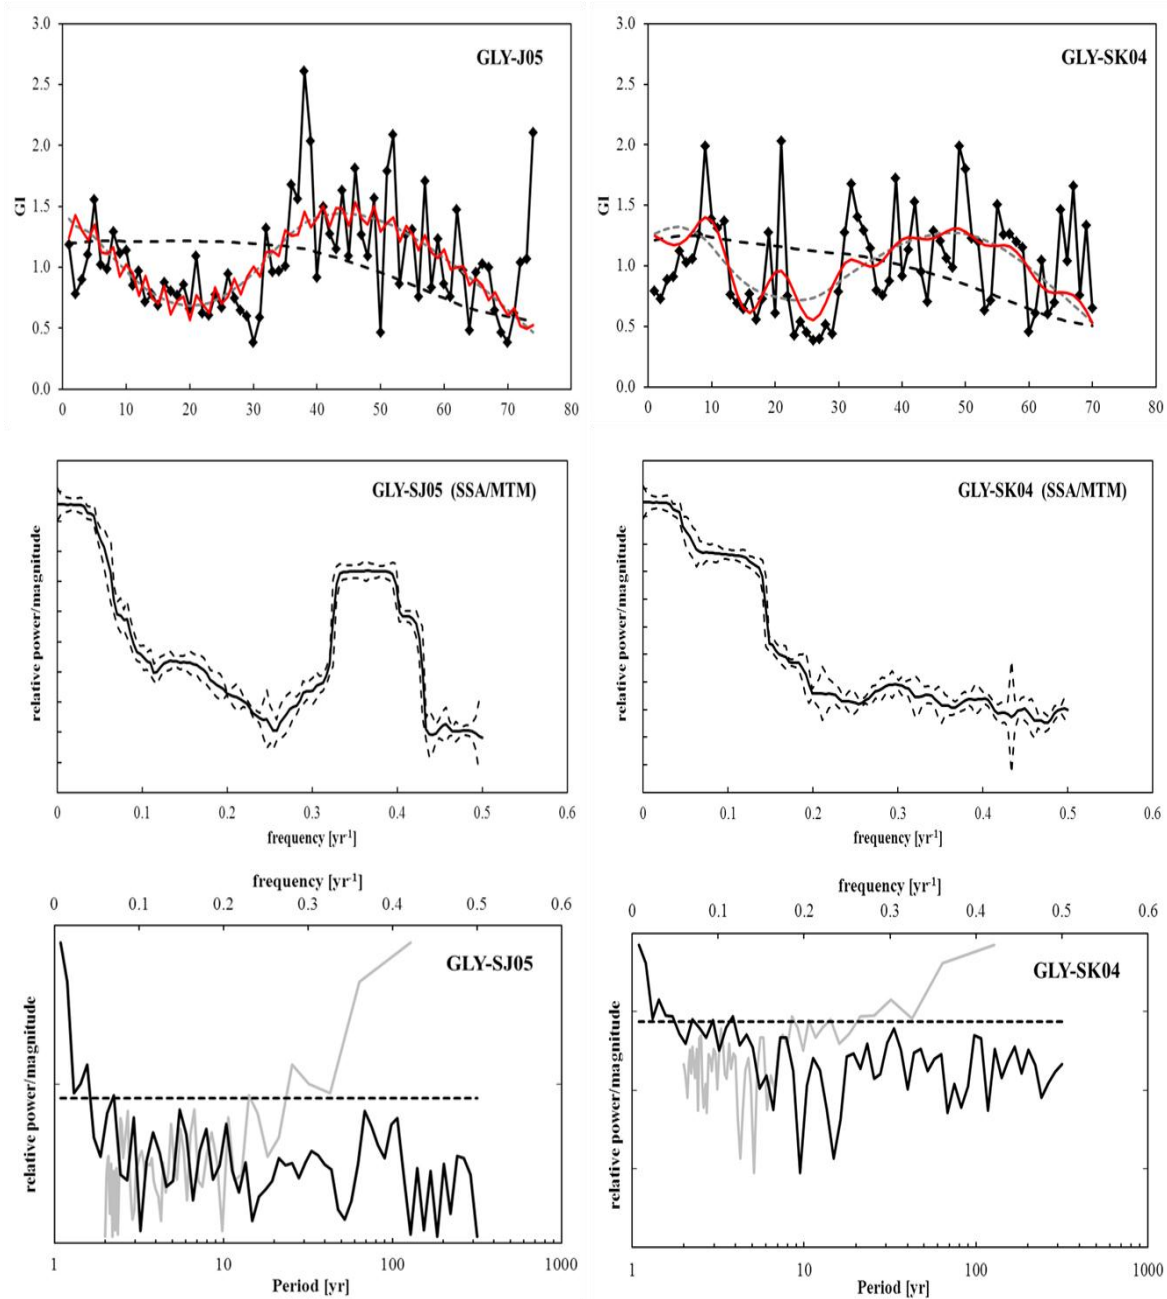 3.0
2.5
2.0
1.5
1.0
0.5
0.0
GI
GLY-J05
0 10 20 30 40 50 60 70 80
3.0
2.5
2.0
1.5
1.0
0.5
0.0
GLY-SK04
0 10 20 30 40 50 60 70 80
relative power/magnitude
GLY-SJ05 (SSA/MTM)
0 0.1 0.2 0.3 0.4 0.5 0.6
frequency [yr-1]
relative power/magnitude
GLY-SK04 (SSA/MTM)
0 0.1 0.2 0.3 0.4 0.5 0.6
frequency [yr-1]
frequency [yr-1]
0 0.1 0.2 0.3 0.4 0.5 0.6
relative power/magnitude
GLY-SJ05
1 10 100 1000
Period [yr]
frequency [yr-1]
0 0.1 0.2 0.3 0.4 0.5 0.6
relative power/magnitude
GLY-SK04
1 10 100 1000
Period [yr]